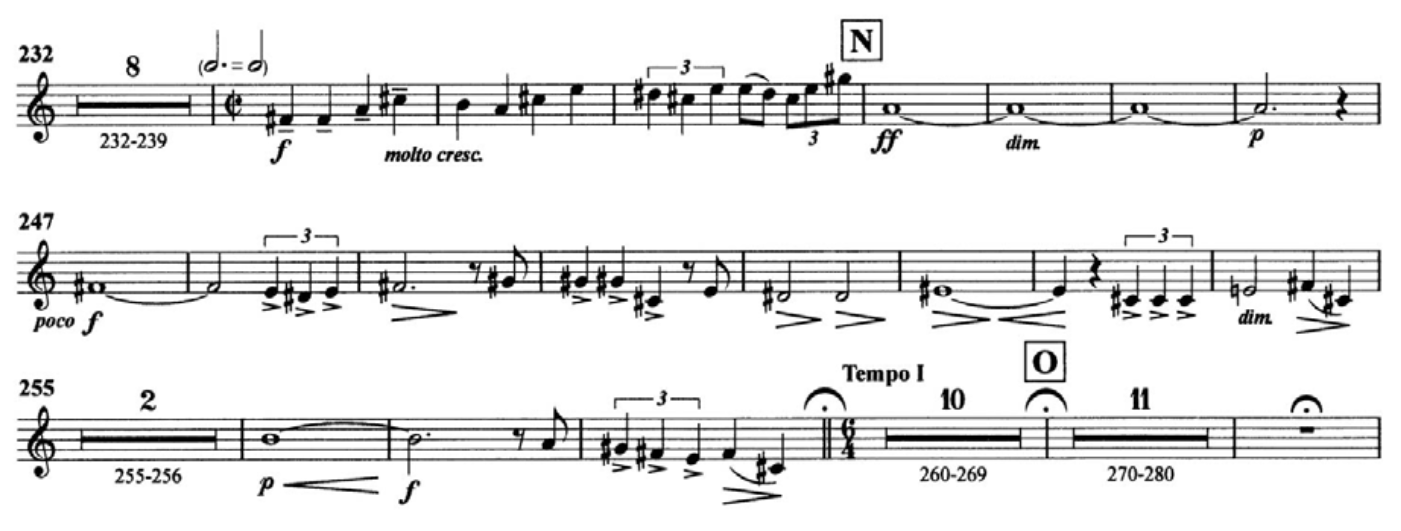 N
232 8 (𝅗𝅥. = 𝅗𝅥) 3
3
232-239 f molto cresc. ff dim. p
247 3 3
poco f dim.
O
255 2 3 Tempo I 10 11
6
4
255-256 p f 260-269 270-280